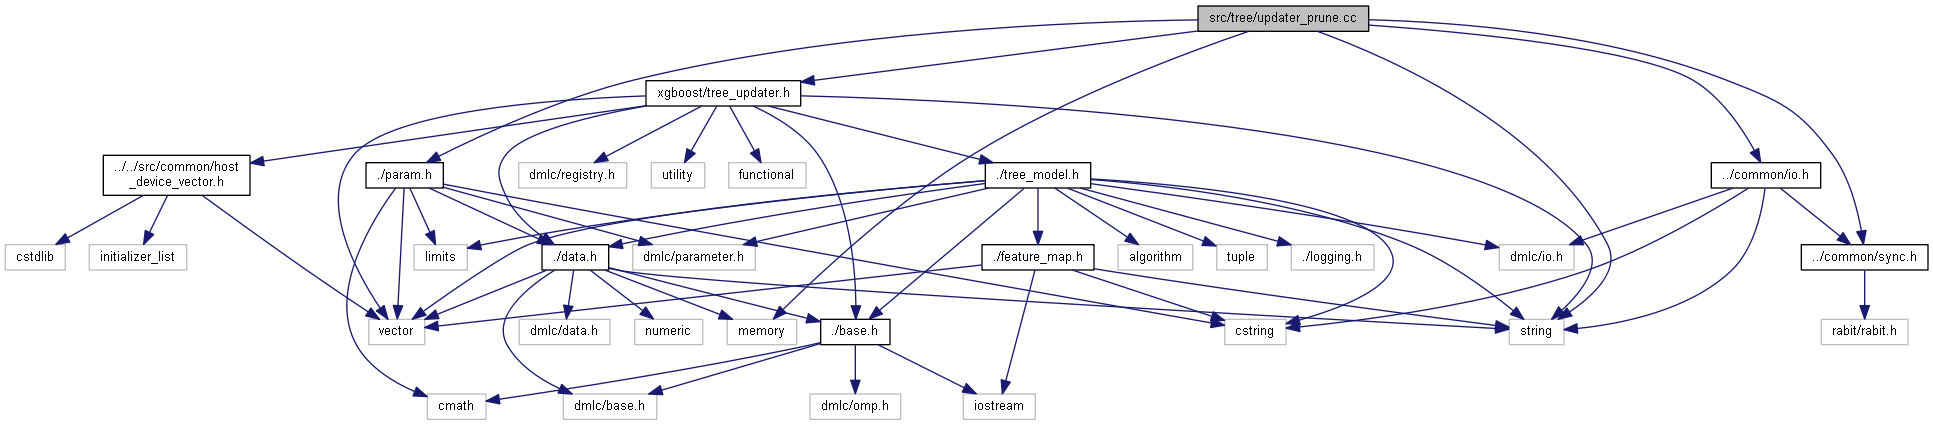 src/tree/updater_prune.cc
xgboost/tree_updater.h
../../src/common/host
_device_vector.h
./param.h
dmlc/registry.h
utility
functional
./tree_model.h
../common/io.h
cstdlib
initializer_list
limits
./data.h
dmlc/parameter.h
./feature_map.h
algorithm
tuple
./logging.h
dmlc/io.h
../common/sync.h
vector
dmlc/data.h
numeric
memory
./base.h
cstring
string
rabit/rabit.h
cmath
dmlc/base.h
dmlc/omp.h
iostream